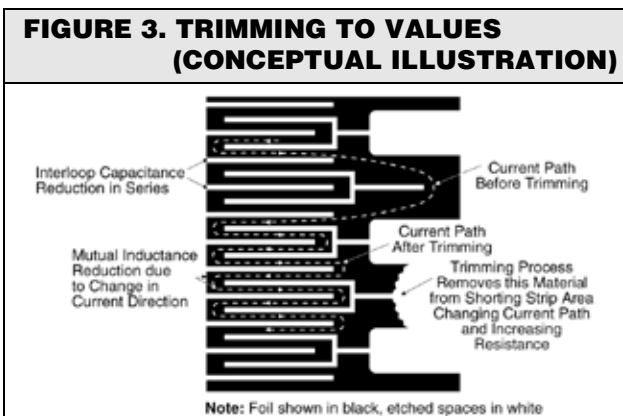 FIGURE 3. TRIMMING TO VALUES
(CONCEPTUAL ILLUSTRATION)
Interloop Capacitance
Reduction in Series
Current Path
Before Trimming
Mutual Inductance
Reduction due
to Change in
Current Direction
Current Path
After Trimming
Trimming Process
Removes this Material
from Shorting Strip Area
Changing Current Path
and Increasing
Resistance
Note: Foil shown in black, etched spaces in white